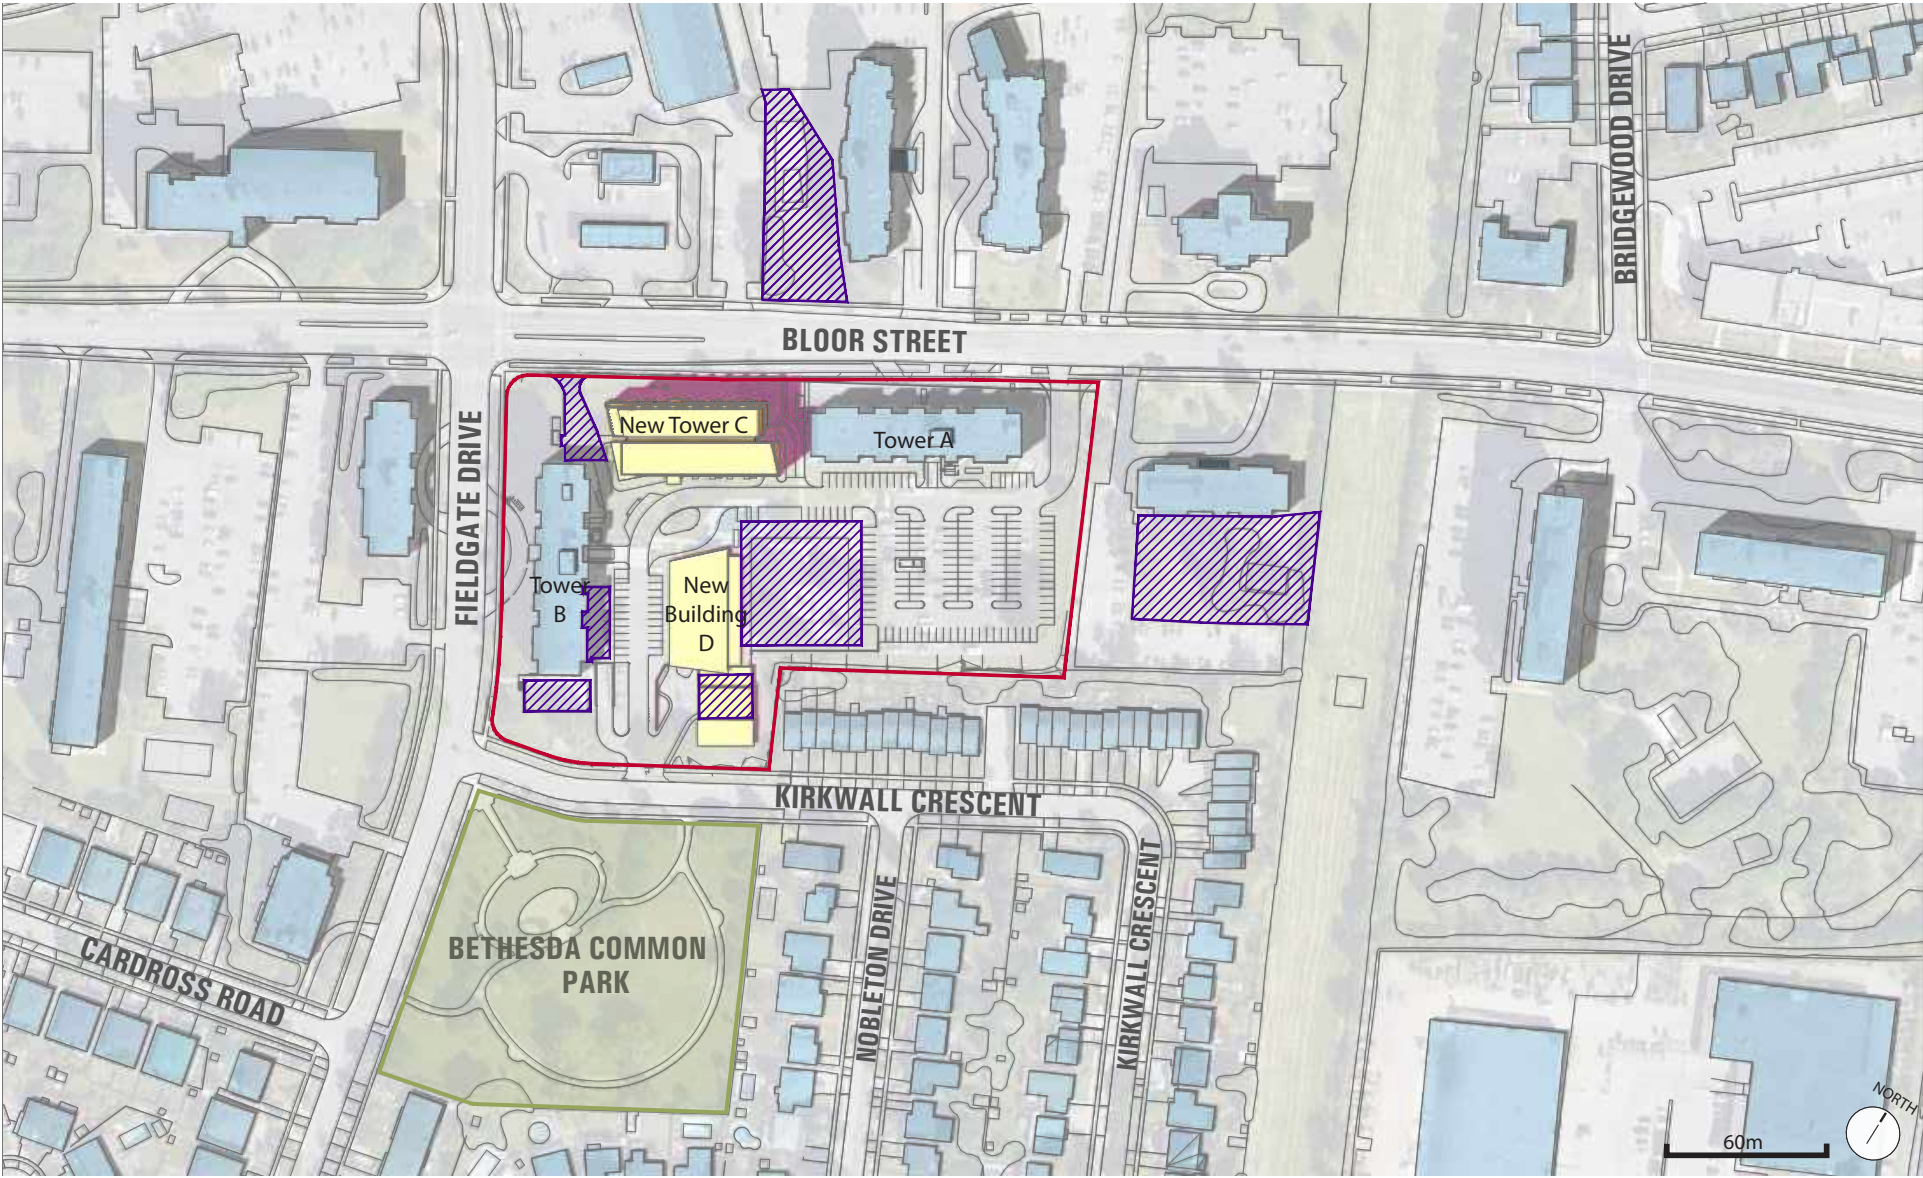 BRIDGEWOOD DRIVE
BLOOR STREET
New Tower C
Tower A
FIELDGATE DRIVE
Tower
B
New
Building
D
KIRKWALL CRESCENT
KIRKWALL CRESCENT
NOBLETON DRIVE
BETHESDA COMMON
PARK
CARDROSS ROAD
NORTH
60m